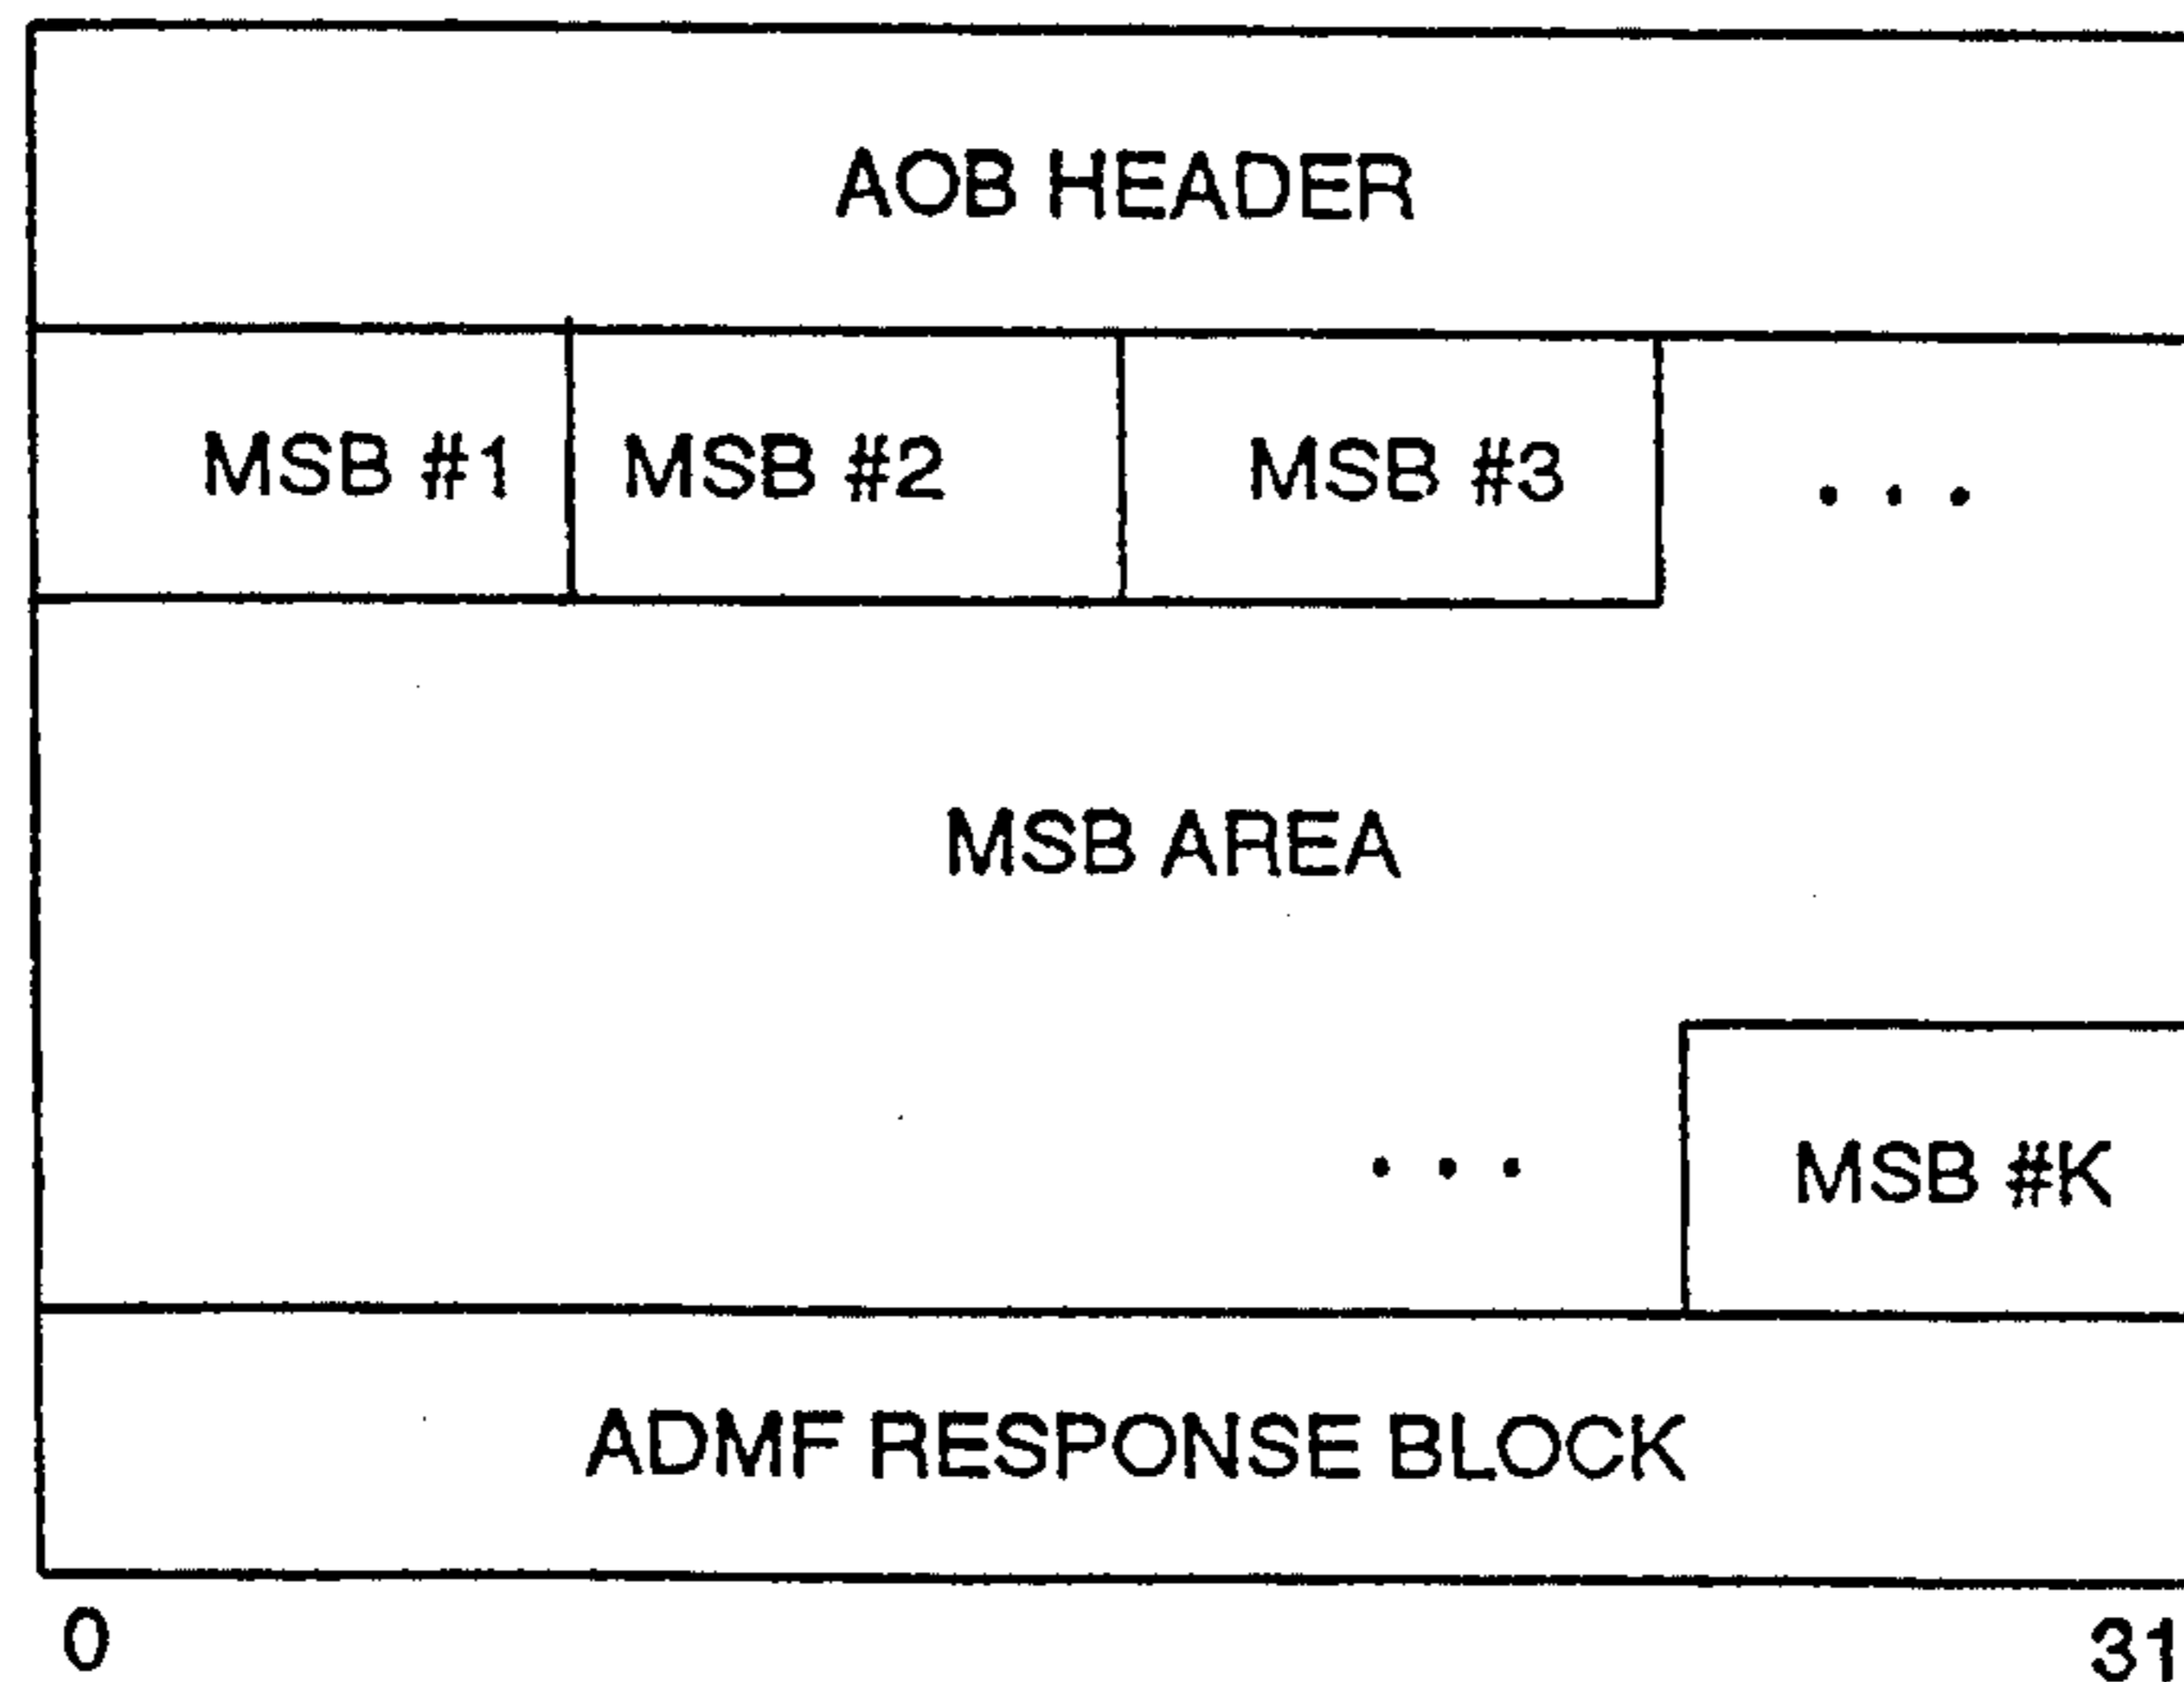 AOB HEADER
MSB #1 MSB #2 MSB #3 . . .
MSB AREA
. . . MSB #K
ADMF RESPONSE BLOCK
0 31